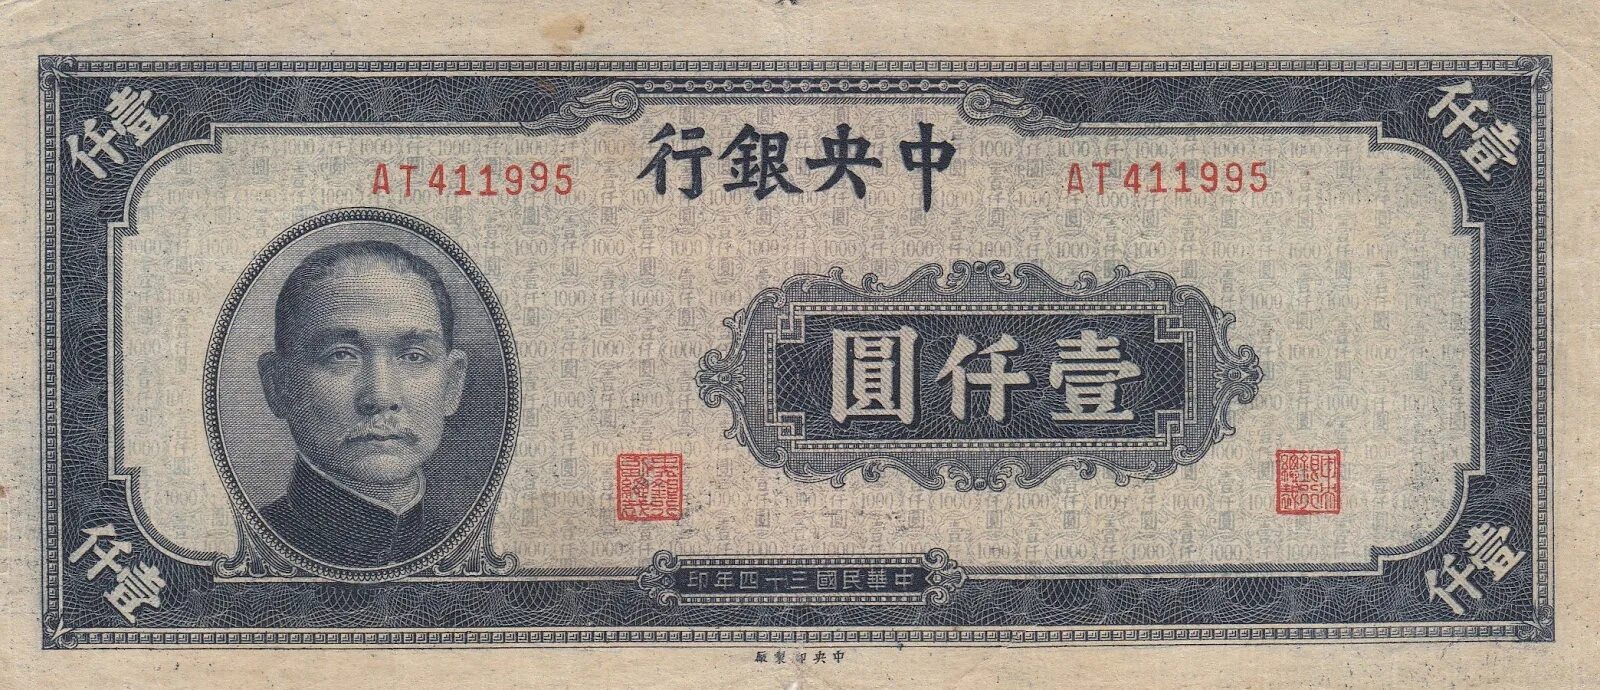 中央銀行
AT411995
AT411995
壹仟
壹仟
壹仟圓
壹仟
壹仟
中華民國三十四年印
中央印製廠